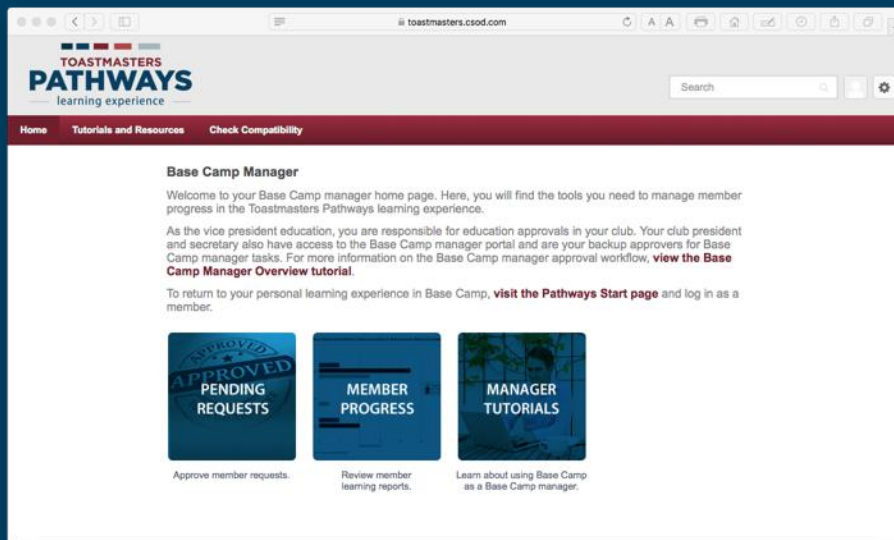 toastmasters.csod.com
A A
TOASTMASTERS
PATHWAYS
learning experience
Search
Home Tutorials and Resources Check Compatibility
Base Camp Manager
Welcome to your Base Camp manager home page. Here, you will find the tools you need to manage member
progress in the Toastmasters Pathways learning experience.
As the vice president education, you are responsible for education approvals in your club. Your club president
and secretary also have access to the Base Camp manager portal and are your backup approvers for Base
Camp manager tasks. For more information on the Base Camp manager approval workflow, view the Base
Camp Manager Overview tutorial.
To return to your personal learning experience in Base Camp, visit the Pathways Start page and log in as a
member.
APPROVED
APPROVED
PENDING
REQUESTS
MEMBER
PROGRESS
MANAGER
TUTORIALS
Approve member requests.
Review member
learning reports.
Learn about using Base Camp
as a Base Camp manager.